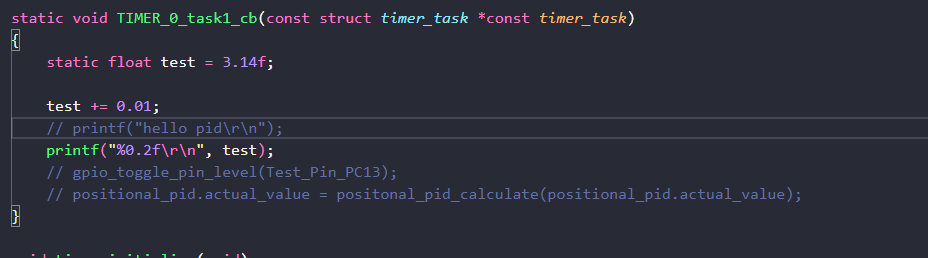 static void TIMER_0_task1_cb(const struct timer_task *const timer_task)
{
static float test = 3.14f;
test += 0.01;
// printf("hello pid\r\n");
printf("%0.2f\r\n", test);
// gpio_toggle_pin_level(Test_Pin_PC13);
// positional_pid.actual_value = positonal_pid_calculate(positional_pid.actual_value);
}